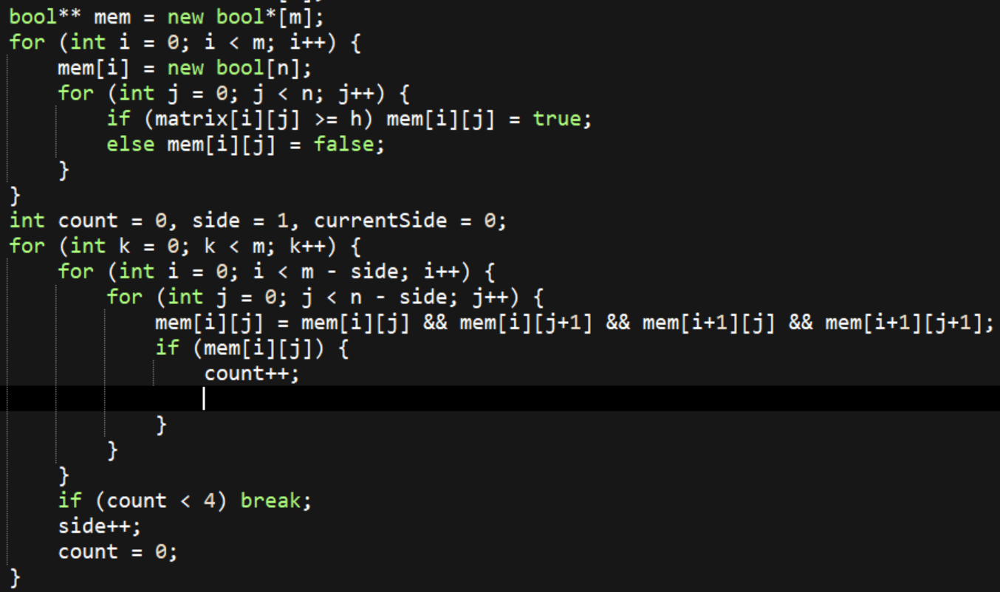 bool** mem = new bool*[m];
for (int i = 0; i < m; i++) {
    mem[i] = new bool[n];
    for (int j = 0; j < n; j++) {
        if (matrix[i][j] >= h) mem[i][j] = true;
        else mem[i][j] = false;
    }
}
int count = 0, side = 1, currentSide = 0;
for (int k = 0; k < m; k++) {
    for (int i = 0; i < m - side; i++) {
        for (int j = 0; j < n - side; j++) {
            mem[i][j] = mem[i][j] && mem[i][j+1] && mem[i+1][j] && mem[i+1][j+1];
            if (mem[i][j]) {
                count++;
            }
        }
    }
    if (count < 4) break;
    side++;
    count = 0;
}